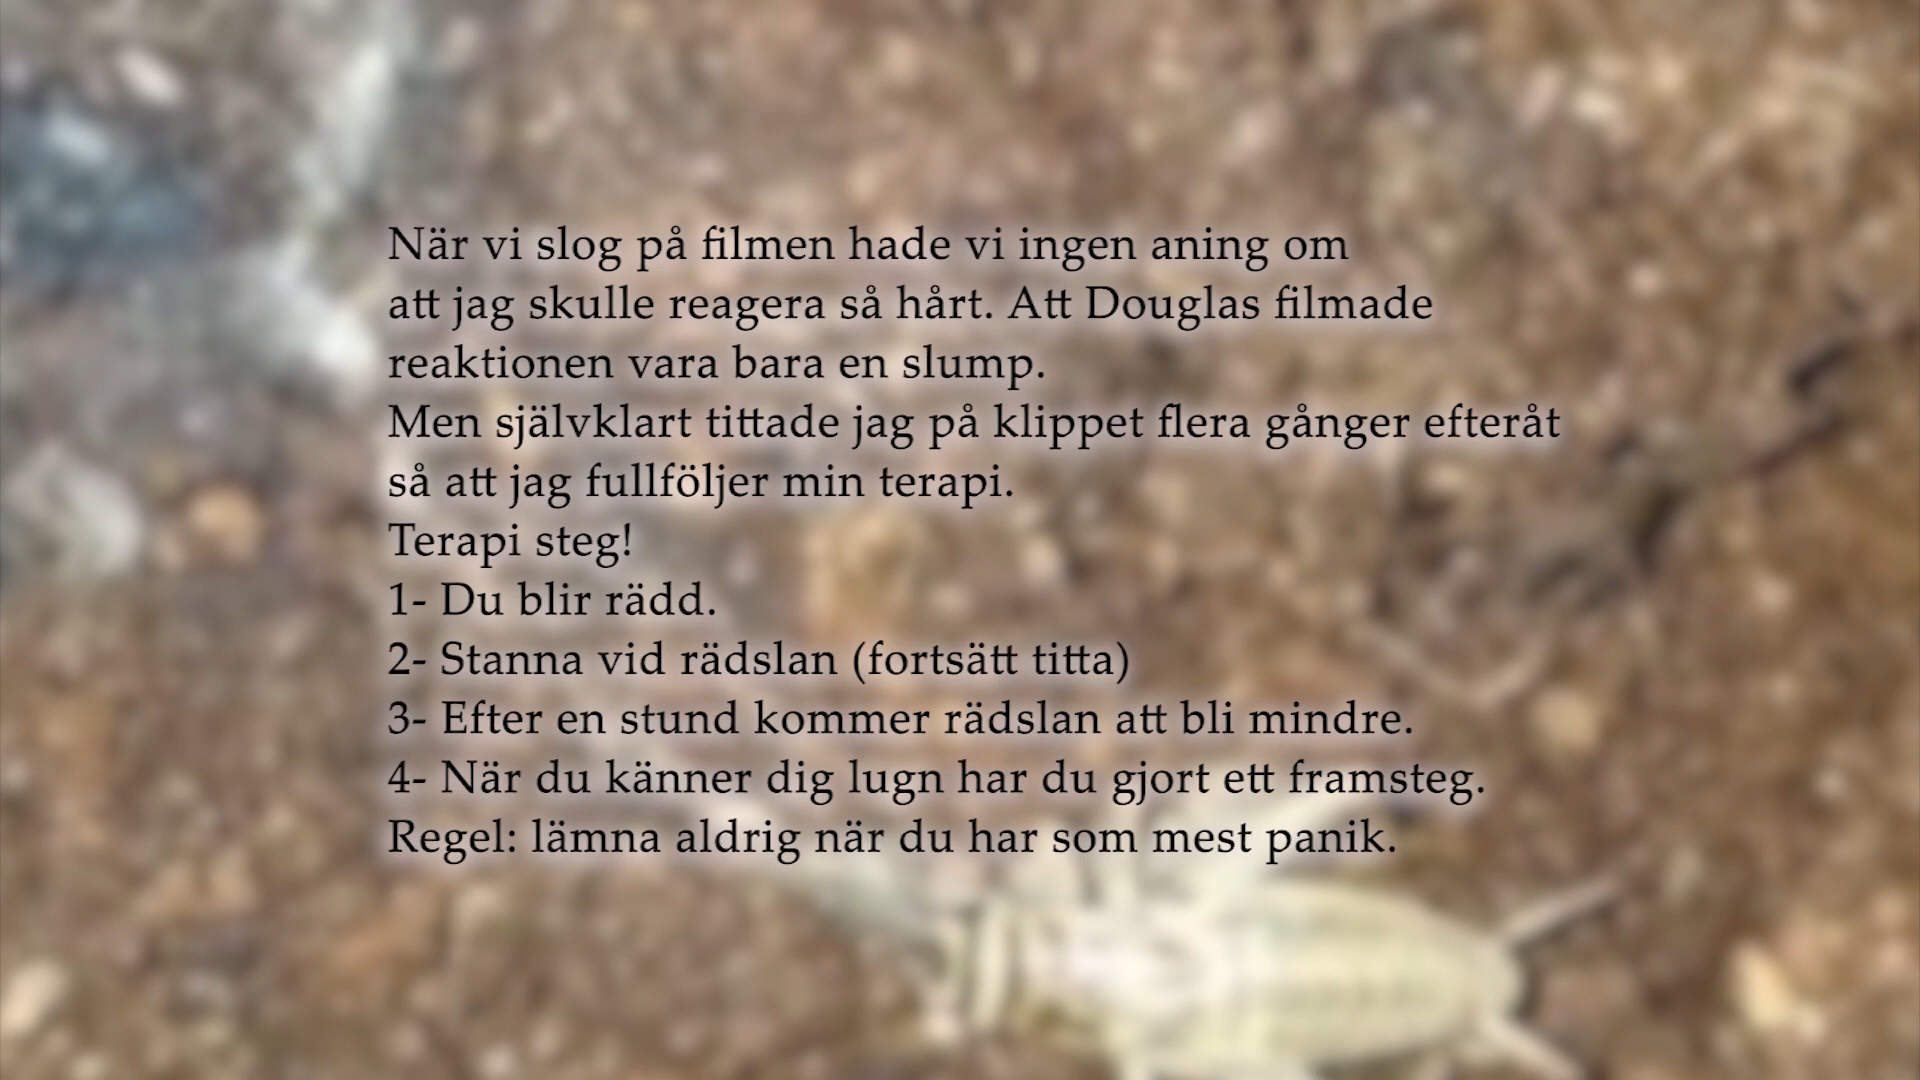 När vi slog på filmen hade vi ingen aning om
att jag skulle reagera så hårt. Att Douglas filmade
reaktionen vara bara en slump.
Men självklart tittade jag på klippet flera gånger efteråt
så att jag fullföljer min terapi.
Terapi steg!
1- Du blir rädd.
2- Stanna vid rädslan (fortsätt titta)
3- Efter en stund kommer rädslan att bli mindre.
4- När du känner dig lugn har du gjort ett framsteg.
Regel: lämna aldrig när du har som mest panik.